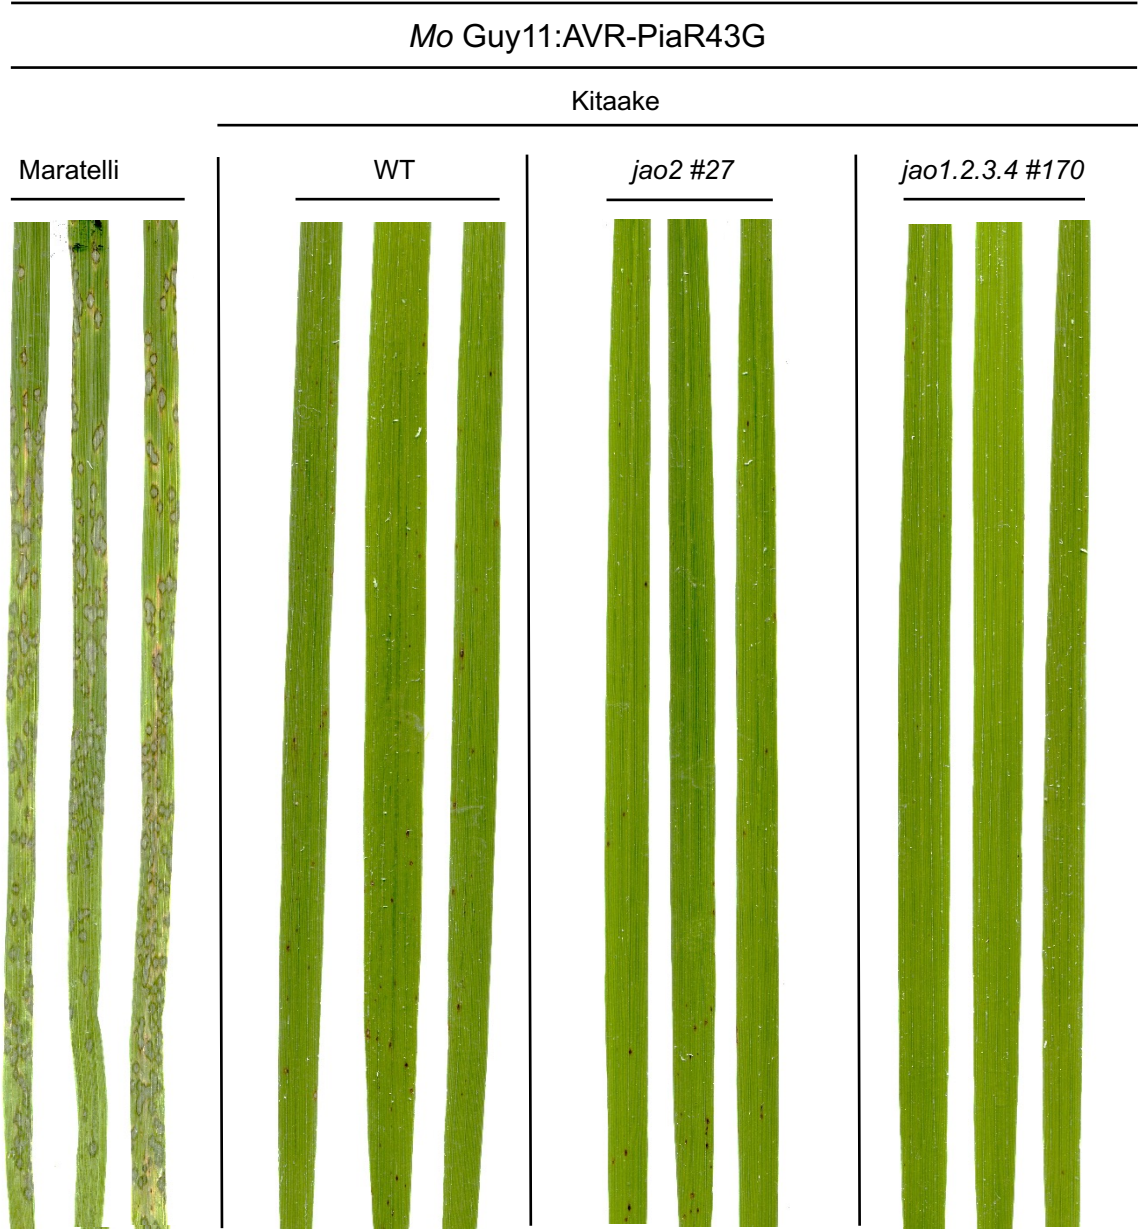 Mo Guy11:AVR-PiaR43G
Kitaake
Maratelli
WT
jao2 #27
jao1.2.3.4 #170